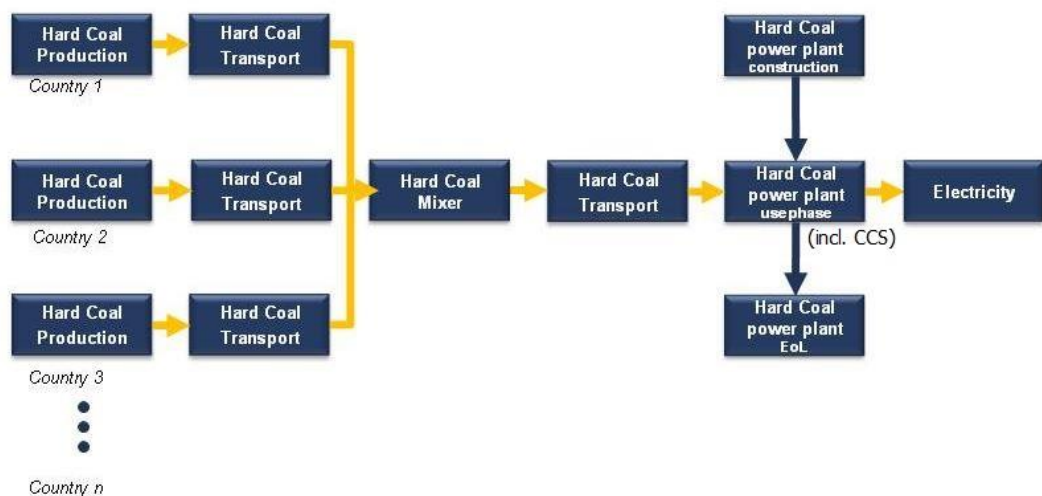 Hard Coal
Production
Country 1
Hard Coal
Transport
Hard Coal
Production
Country 2
Hard Coal
Transport
Hard Coal
Production
Country 3
Hard Coal
Transport
Country n
Hard Coal
Mixer
Hard Coal
Transport
Hard Coal
power plant
construction
Hard Coal
power plant
usephase
(incl. CCS)
Hard Coal
power plant
EoL
Electricity